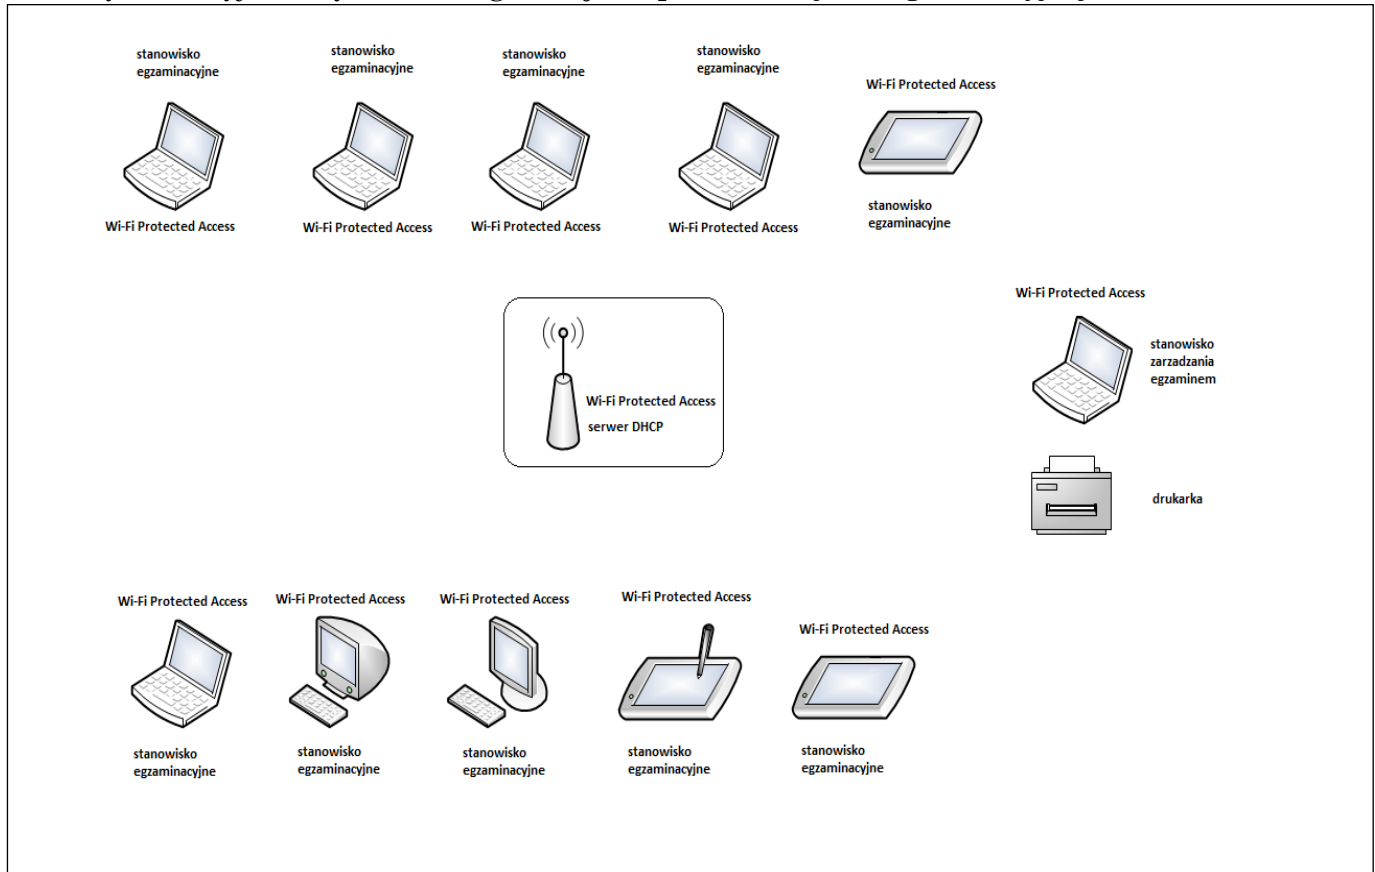 stanowisko
egzaminacyjne
stanowisko
egzaminacyjne
stanowisko
egzaminacyjne
stanowisko
egzaminacyjne
Wi-Fi Protected Access
Wi-Fi Protected Access
Wi-Fi Protected Access
Wi-Fi Protected Access
Wi-Fi Protected Access
stanowisko
egzaminacyjne
Wi-Fi Protected Access
stanowisko
zarzadzania
egzaminem
Wi-Fi Protected Access
serwer DHCP
drukarka
Wi-Fi Protected Access
Wi-Fi Protected Access
Wi-Fi Protected Access
Wi-Fi Protected Access
Wi-Fi Protected Access
stanowisko
egzaminacyjne
stanowisko
egzaminacyjne
stanowisko
egzaminacyjne
stanowisko
egzaminacyjne
stanowisko
egzaminacyjne